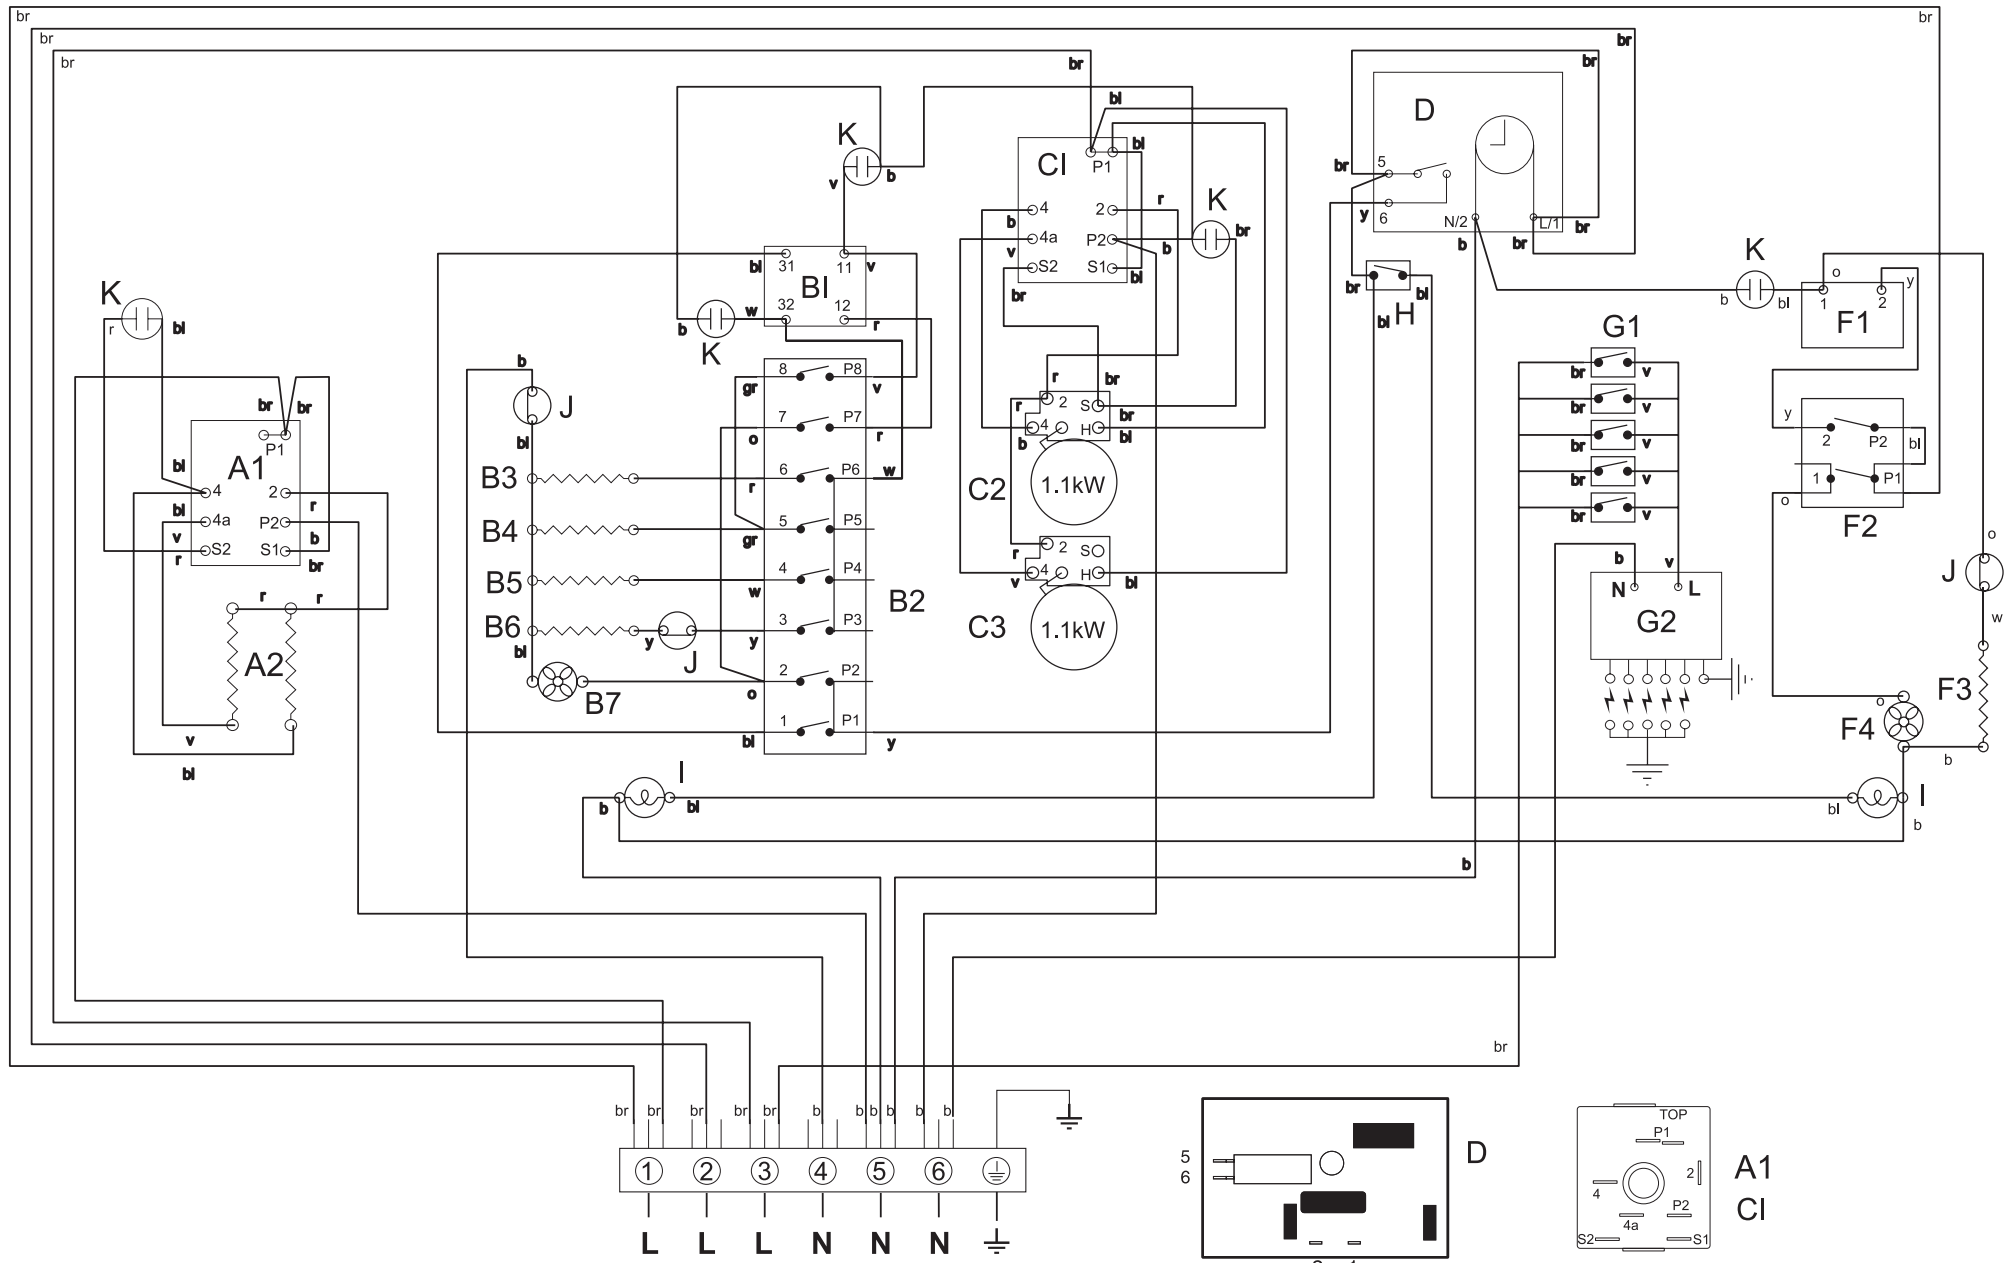 br
br
br
br
br
br
br
bl
br
K
v
b
CI
P1
bl
4
2
r
b
4a
P2
v
b
S2
S1
bl
br
K
br
D
br
5
6
y
N/2
L/1
b
br
br
br
H
bl
bl
K
b
bl
o
1
2
y
F1
K
r
bl
bl
31
11
v
BI
32
12
w
r
b
K
G1
br
v
br
v
br
v
br
v
br
v
b
J
bl
gr
8
P8
v
o
7
P7
r
B3
r
6
P6
w
B4
gr
5
P5
B5
w
4
P4
B2
B6
y
J
y
3
P3
bl
B7
o
2
P2
bl
1
P1
y
br
br
P1
A1
bl
4
2
r
bl
4a
P2
v
b
S2
S1
r
br
r
r
A2
v
bl
r
br
r
2
S
br
4
H
b
bl
C2
1.1kW
r
2
S
4
H
v
bl
C3
1.1kW
y
2
P2
bl
1
P1
o
F2
o
J
w
b
v
N
L
G2
F3
o
F4
b
I
b
bl
bl
I
b
b
br
br
br
br
br
br
b
b
b
b
b
b
1
2
3
4
5
6
L
L
L
N
N
N
5
6
D
2
1
TOP
P1
2
4
P2
4a
S2
S1
A1
CI